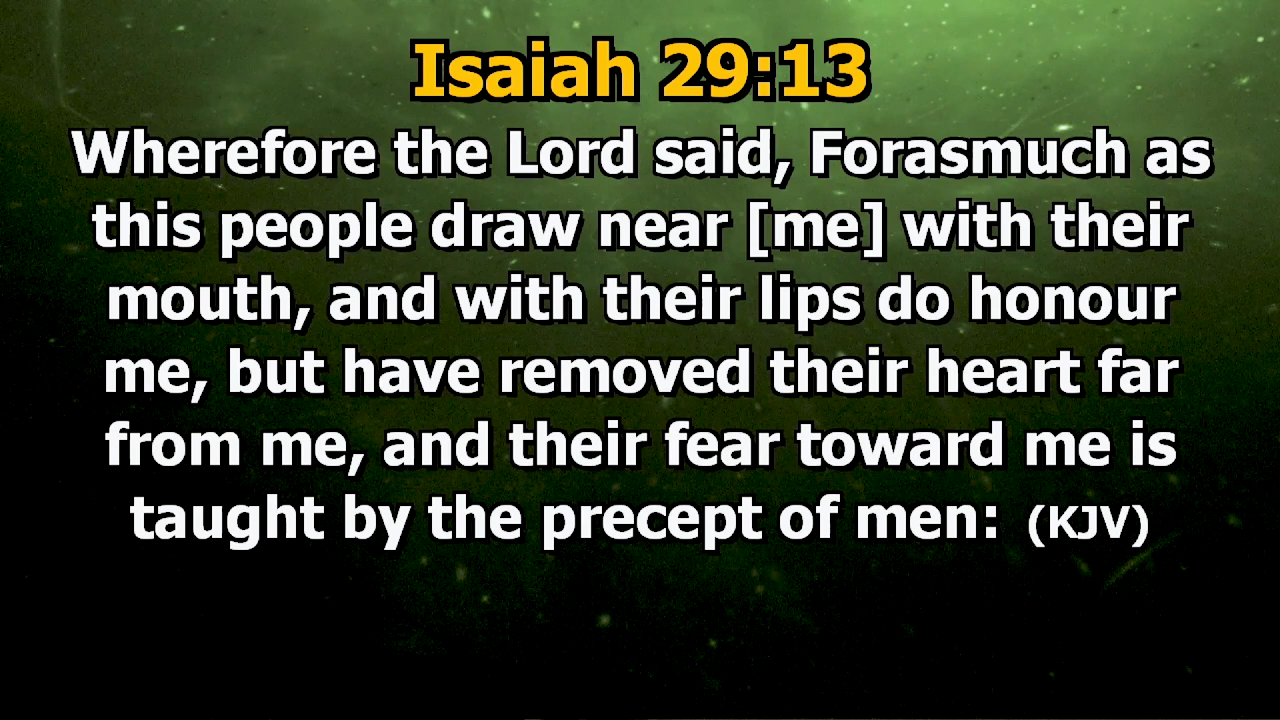 Isaiah 29:13
Wherefore the Lord said, Forasmuch as
this people draw near [me] with their
mouth, and with their lips do honour
me, but have removed their heart far
from me, and their fear toward me is
taught by the precept of men: (KJV)